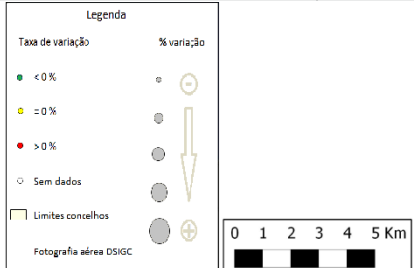 Legenda
Taxa de variação % variação
< 0 %
= 0 %
> 0 %
Sem dados
Limites concelhos
Fotografia aérea DSIGC
0 1 2 3 4 5 Km